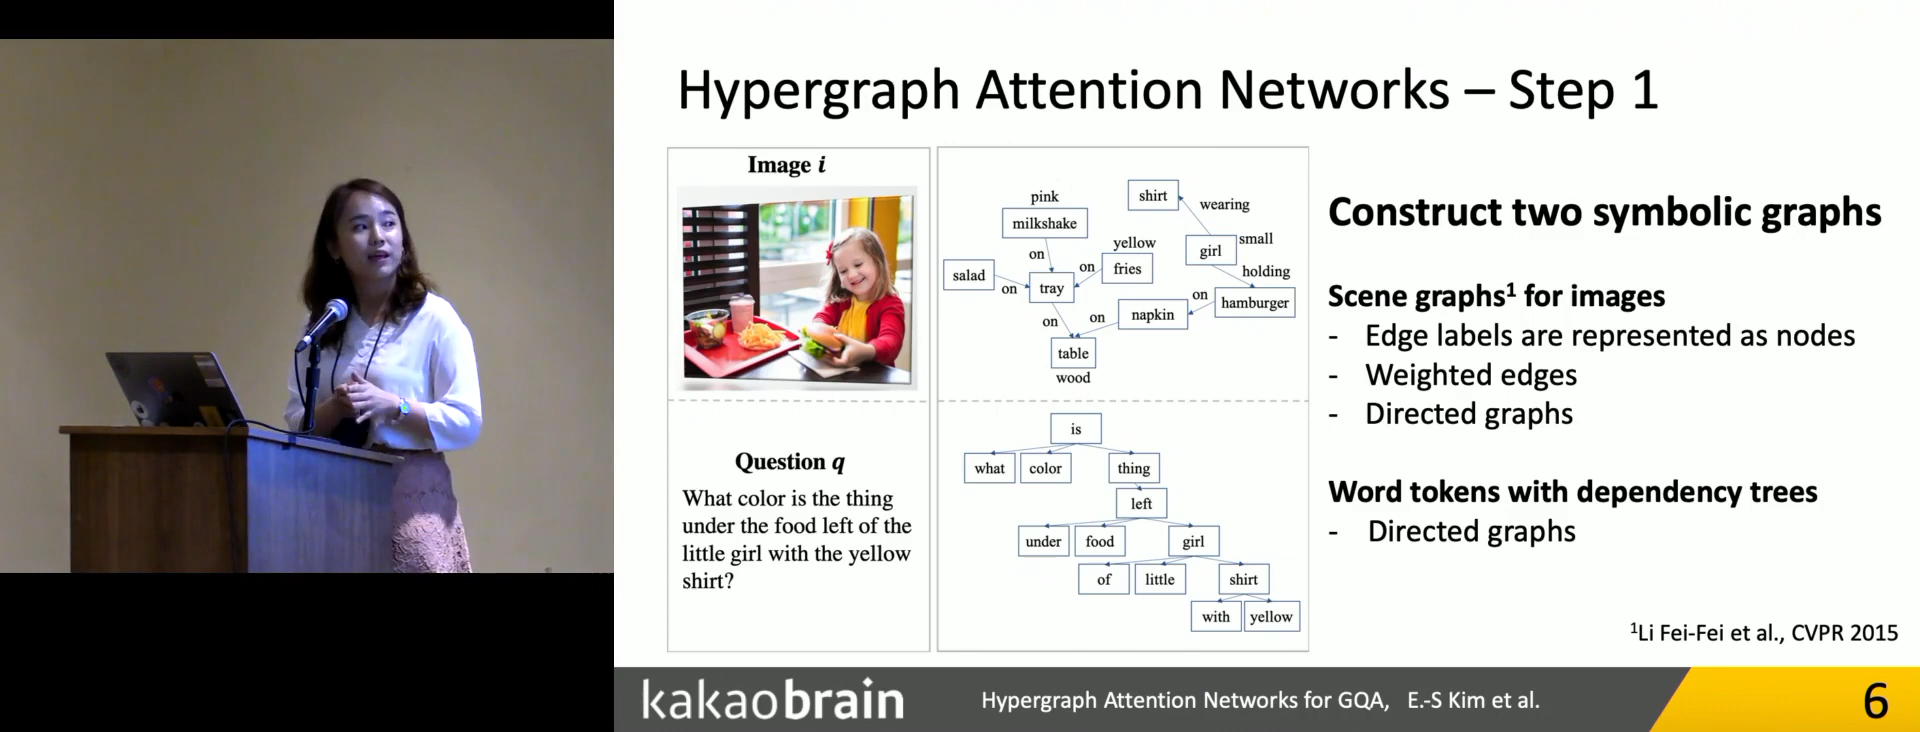 Hypergraph Attention Networks – Step 1
Image i
pink
milkshake
on
salad
on
tray
on
yellow
fries
shirt
wearing
girl
small
holding
hamburger
on
napkin
on
on
table
wood
Question q
What color is the thing
under the food left of the
little girl with the yellow
shirt?
is
what color thing
left
under food girl
of little shirt
with yellow
Construct two symbolic graphs
Scene graphs¹ for images
- Edge labels are represented as nodes
- Weighted edges
- Directed graphs
Word tokens with dependency trees
- Directed graphs
¹Li Fei-Fei et al., CVPR 2015
kakaobrain
Hypergraph Attention Networks for GQA, E.-S Kim et al.
6